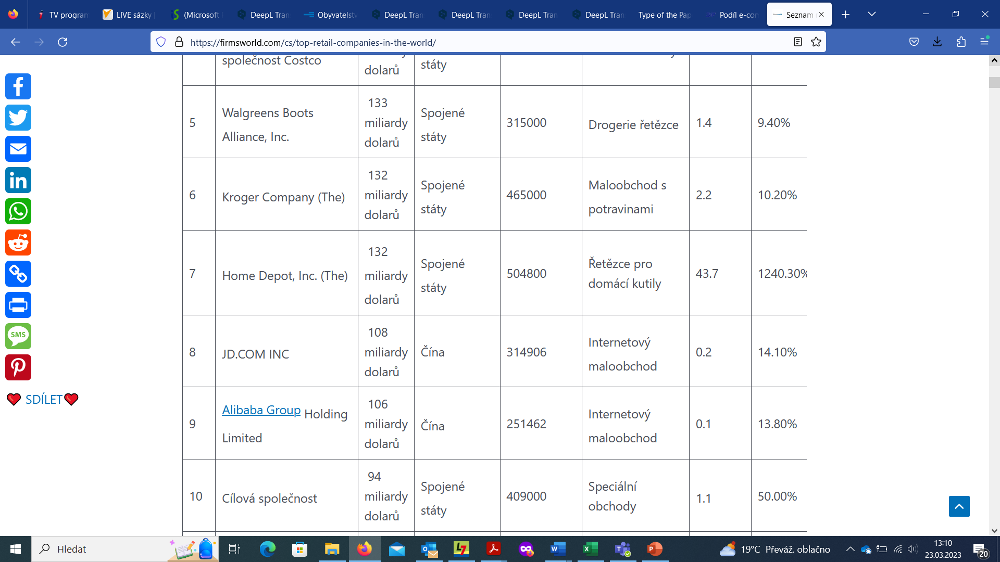 TV program
LIVE sázky |
(Microsoft
DeepL Tran
Obyvatelstv
DeepL Tran
DeepL Tran
DeepL Tran
DeepL Tran
Type of the Pap
Podíl e-con
Seznam
https://firmsworld.com/cs/top-retail-companies-in-the-world/
společnost Costco
dolarů
státy
5
Walgreens Boots
Alliance, Inc.
133
miliardy
dolarů
Spojené
státy
315000
Drogerie řetězce
1.4
9.40%
6
Kroger Company (The)
132
miliardy
dolarů
Spojené
státy
465000
Maloobchod s
potravinami
2.2
10.20%
7
Home Depot, Inc. (The)
132
miliardy
dolarů
Spojené
státy
504800
Řetězce pro
domácí kutily
43.7
1240.30%
8
JD.COM INC
108
miliardy
dolarů
Čína
314906
Internetový
maloobchod
0.2
14.10%
9
Alibaba Group Holding
Limited
106
miliardy
dolarů
Čína
251462
Internetový
maloobchod
0.1
13.80%
10
Cílová společnost
94
miliardy
dolarů
Spojené
státy
409000
Speciální
obchody
1.1
50.00%
SMS
SDÍLET
Hledat
19°C Převáž. oblačno
13:10
23.03.2023
20